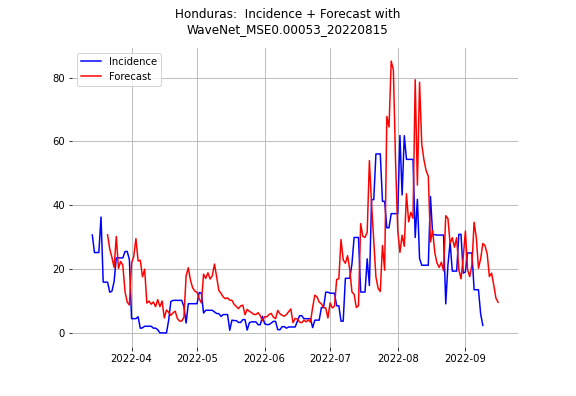 Honduras:  Incidence + Forecast with
WaveNet_MSE0.00053_20220815
Incidence
Forecast
80
60
40
20
0
2022-04 2022-05 2022-06 2022-07 2022-08 2022-09